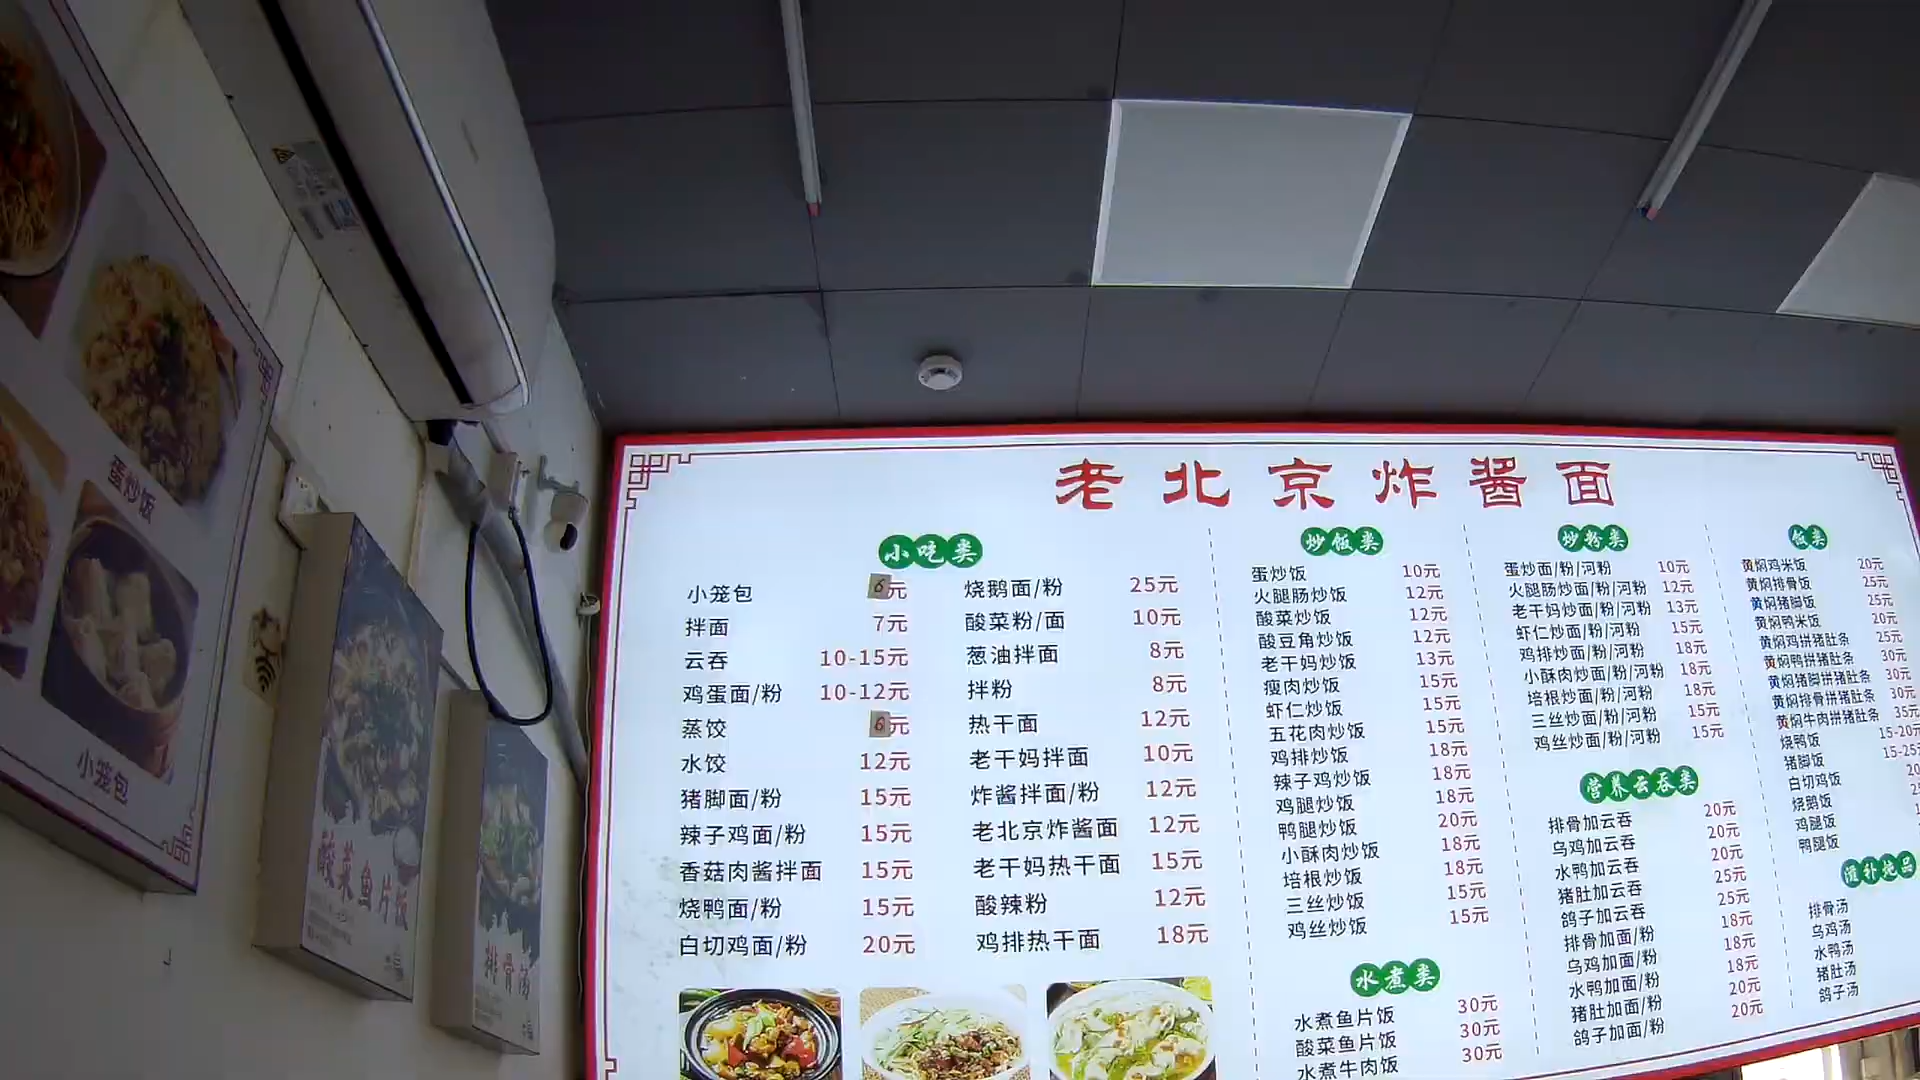 老北京炸酱面
小吃类
小笼包 6元
拌面 7元
云吞 10-15元
鸡蛋面/粉 10-12元
蒸饺 6元
水饺 12元
猪脚面/粉 15元
辣子鸡面/粉 15元
香菇肉酱拌面 15元
烧鸭面/粉 15元
白切鸡面/粉 20元
烧鹅面/粉 25元
酸菜粉/面 10元
葱油拌面 8元
拌粉 8元
热干面 12元
老干妈拌面 10元
炸酱拌面/粉 12元
老北京炸酱面 12元
老干妈热干面 15元
酸辣粉 12元
鸡排热干面 18元
炒饭类
蛋炒饭 10元
火腿肠炒饭 12元
酸菜炒饭 12元
酸豆角炒饭 12元
老干妈炒饭 13元
瘦肉炒饭 15元
虾仁炒饭 15元
五花肉炒饭 15元
鸡排炒饭 18元
辣子鸡炒饭 18元
鸡腿炒饭 18元
鸭腿炒饭 20元
小酥肉炒饭 18元
培根炒饭 18元
三丝炒饭 15元
鸡丝炒饭 15元
水煮类
水煮鱼片饭 30元
酸菜鱼片饭 30元
水煮牛肉饭 30元
炒粉类
蛋炒面/粉/河粉 10元
火腿肠炒面/粉/河粉 12元
老干妈炒面/粉/河粉 13元
虾仁炒面/粉/河粉 15元
鸡排炒面/粉/河粉 18元
小酥肉炒面/粉/河粉 18元
培根炒面/粉/河粉 18元
三丝炒面/粉/河粉 15元
鸡丝炒面/粉/河粉 15元
营养云吞类
排骨加云吞 20元
乌鸡加云吞 20元
水鸭加云吞 20元
猪肚加云吞 25元
鸽子加云吞 25元
排骨加面/粉 18元
乌鸡加面/粉 18元
水鸭加面/粉 18元
猪肚加面/粉 20元
鸽子加面/粉 20元
饭类
黄焖鸡米饭 20元
黄焖排骨饭 25元
黄焖猪脚饭 25元
黄焖鸭米饭 20元
黄焖鸡拼猪肚条 25元
黄焖鸭拼猪肚条 30元
黄焖猪脚拼猪肚条 30元
黄焖排骨拼猪肚条 30元
黄焖牛肉拼猪肚条 35元
烧鸭饭 15-20元
猪脚饭 15-25
白切鸡饭 20
烧鹅饭
鸡腿饭
鸭腿饭
滋补炖品
排骨汤
乌鸡汤
水鸭汤
猪肚汤
鸽子汤
蛋炒饭
小笼包
酸菜鱼片饭
排骨汤